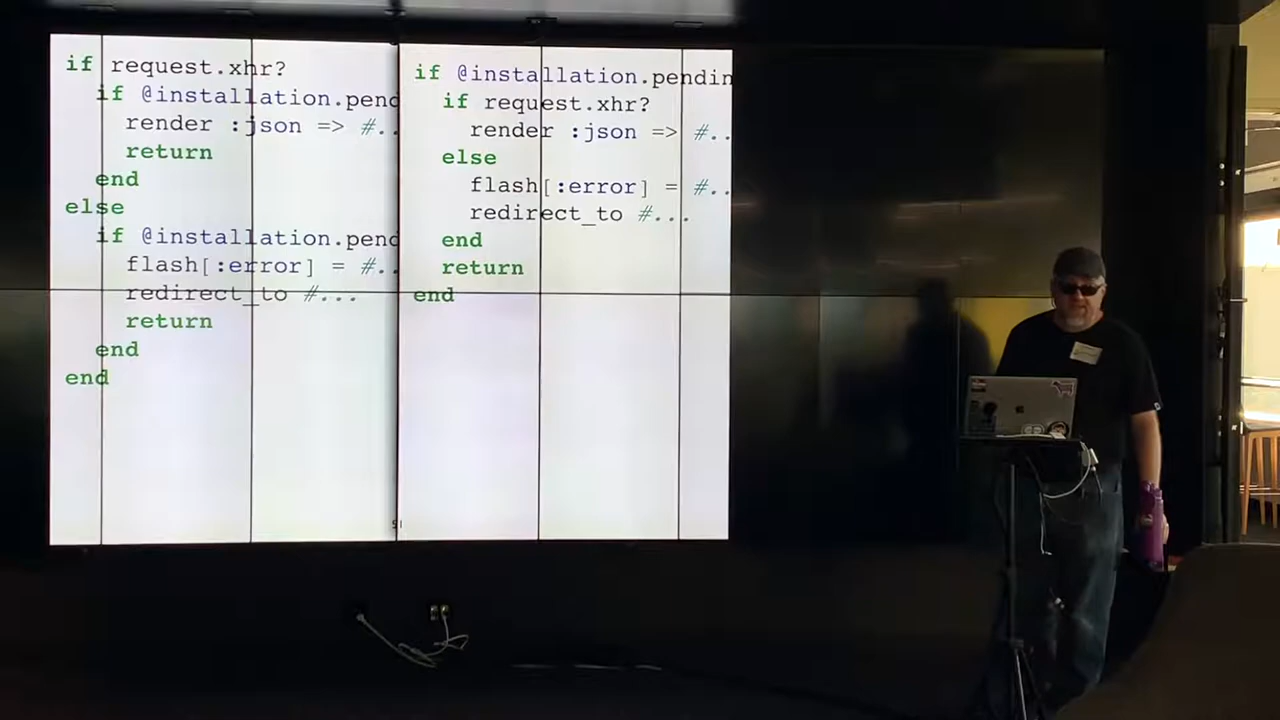 if request.xhr?
if @installation.pend
render :json => #..
return
end
else
if @installation.pend
flash[:error] = #..
redirect_to #...
return
end
end
if @installation.pendin
if request.xhr?
render :json => #..
else
flash[:error] = #..
redirect_to #...
end
return
end